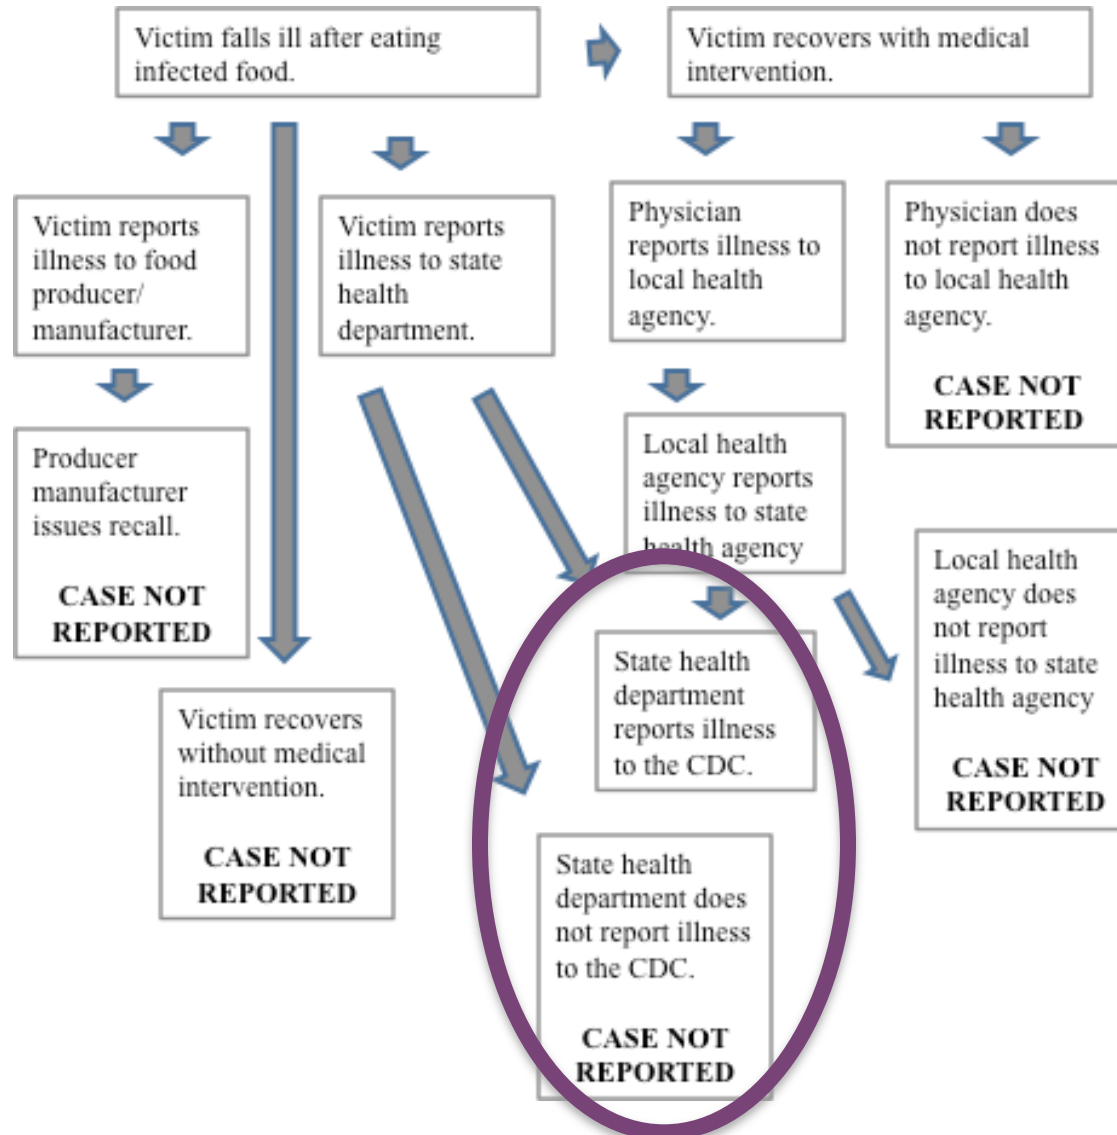 Victim falls ill after eating
infected food.
Victim recovers with medical
intervention.
Victim reports
illness to food
producer/
manufacturer.
Victim reports
illness to state
health
department.
Physician
reports illness to
local health
agency.
Physician does
not report illness
to local health
agency.
CASE NOT
REPORTED
Producer
manufacturer
issues recall.
CASE NOT
REPORTED
Local health
agency reports
illness to state
health agency
Local health
agency does
not report
illness to state
health agency
CASE NOT
REPORTED
State health
department
reports illness
to the CDC.
Victim recovers
without medical
intervention.
CASE NOT
REPORTED
State health
department does
not report illness
to the CDC.
CASE NOT
REPORTED